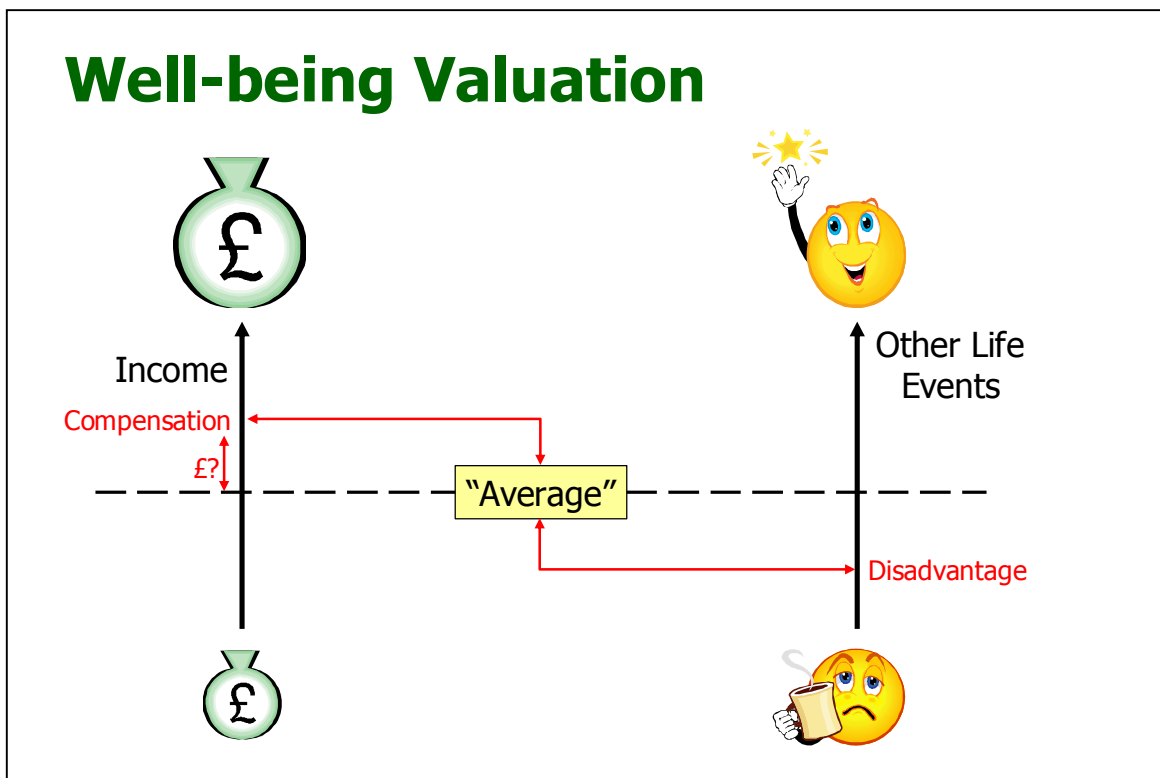 Well-being Valuation
£
Income
Other Life
Events
Compensation
£?
“Average”
Disadvantage
£